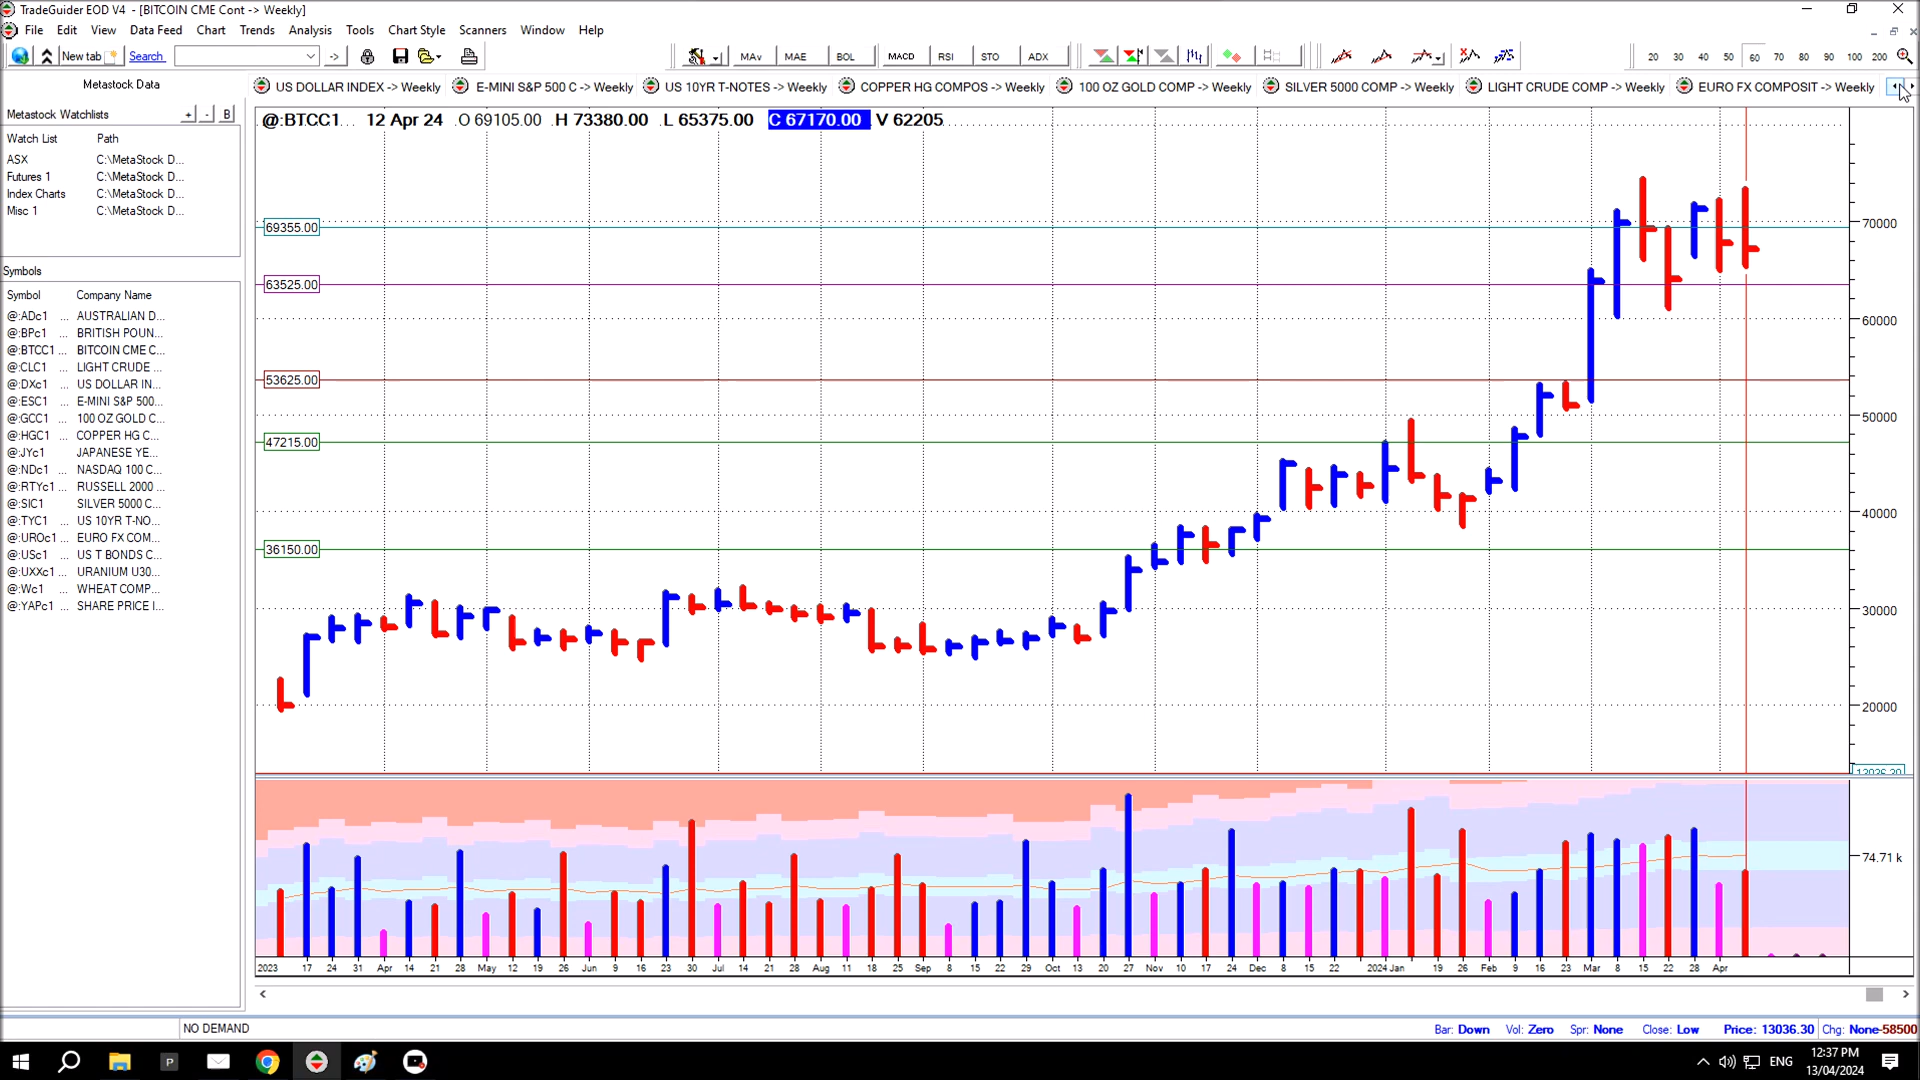 TradeGuider EOD V4 - [BITCOIN CME Cont -> Weekly]
File Edit View Data Feed Chart Trends Analysis Tools Chart Style Scanners Window Help
New tab Search -> MAv MAE BOL MACD RSI STO ADX 20 30 40 50 60 70 80 90 100 200
Metastock Data
US DOLLAR INDEX -> Weekly E-MINI S&P 500 C -> Weekly US 10YR T-NOTES -> Weekly COPPER HG COMPOS -> Weekly 100 OZ GOLD COMP -> Weekly SILVER 5000 COMP -> Weekly LIGHT CRUDE COMP -> Weekly EURO FX COMPOSIT -> Weekly
Metastock Watchlists + - B
Watch List Path
ASX C:\MetaStock D...
Futures 1 C:\MetaStock D...
Index Charts C:\MetaStock D...
Misc 1 C:\MetaStock D...
Symbols
Symbol Company Name
@:ADc1 ... AUSTRALIAN D...
@:BPc1 ... BRITISH POUN...
@:BTCC1 ... BITCOIN CME C...
@:CLC1 ... LIGHT CRUDE ...
@:DXc1 ... US DOLLAR IN...
@:ESC1 ... E-MINI S&P 500...
@:GCC1 ... 100 OZ GOLD C...
@:HGC1 ... COPPER HG C...
@:JYc1 ... JAPANESE YE...
@:NDc1 ... NASDAQ 100 C...
@:RTYc1 ... RUSSELL 2000 ...
@:SIC1 ... SILVER 5000 C...
@:TYC1 ... US 10YR T-NO...
@:UROc1 ... EURO FX COM...
@:USc1 ... US T BONDS C...
@:UXXc1 ... URANIUM U30...
@:Wc1 ... WHEAT COMP...
@:YAPc1 ... SHARE PRICE I...
@:BTCC1... 12 Apr 24 .O 69105.00 .H 73380.00 .L 65375.00 C 67170.00 .V 62205
69355.00
63525.00
53625.00
47215.00
36150.00
70000
60000
50000
40000
30000
20000
13036.30
74.71 k
2023 17 24 31 Apr 14 21 28 May 12 19 26 Jun 9 16 23 30 Jul 14 21 28 Aug 11 18 25 Sep 8 15 22 29 Oct 13 20 27 Nov 10 17 24 Dec 8 15 22 2024 Jan 19 26 Feb 9 16 23 Mar 8 15 22 28 Apr
NO DEMAND Bar: Down Vol: Zero Spr: None Close: Low Price: 13036.30 Chg: None-58500
P ENG 12:37 PM
13/04/2024